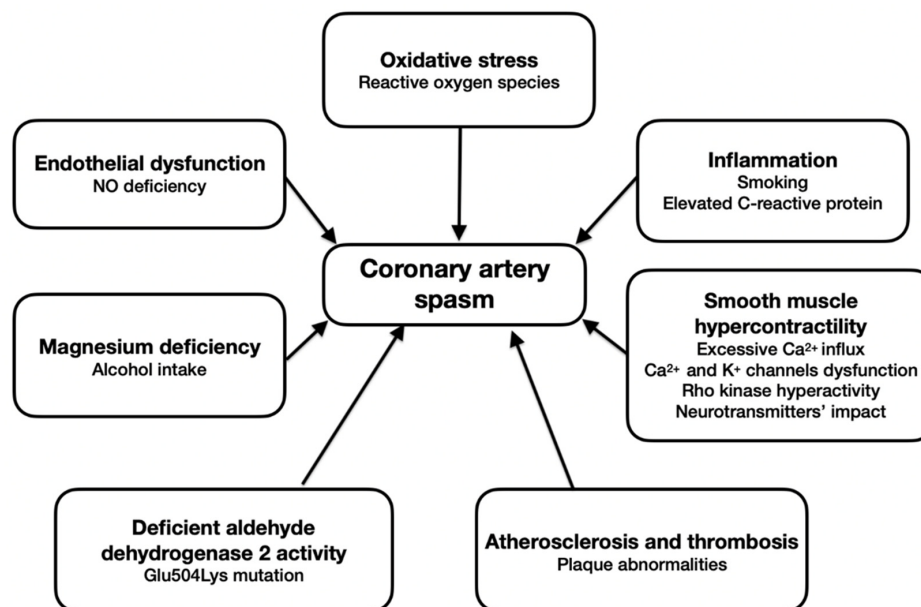 Oxidative stress
Reactive oxygen species
Endothelial dysfunction
NO deficiency
Inflammation
Smoking
Elevated C-reactive protein
Coronary artery
spasm
Magnesium deficiency
Alcohol intake
Smooth muscle
hypercontractility
Excessive Ca²⁺ influx
Ca²⁺ and K⁺ channels dysfunction
Rho kinase hyperactivity
Neurotransmitters’ impact
Deficient aldehyde
dehydrogenase 2 activity
Glu504Lys mutation
Atherosclerosis and thrombosis
Plaque abnormalities